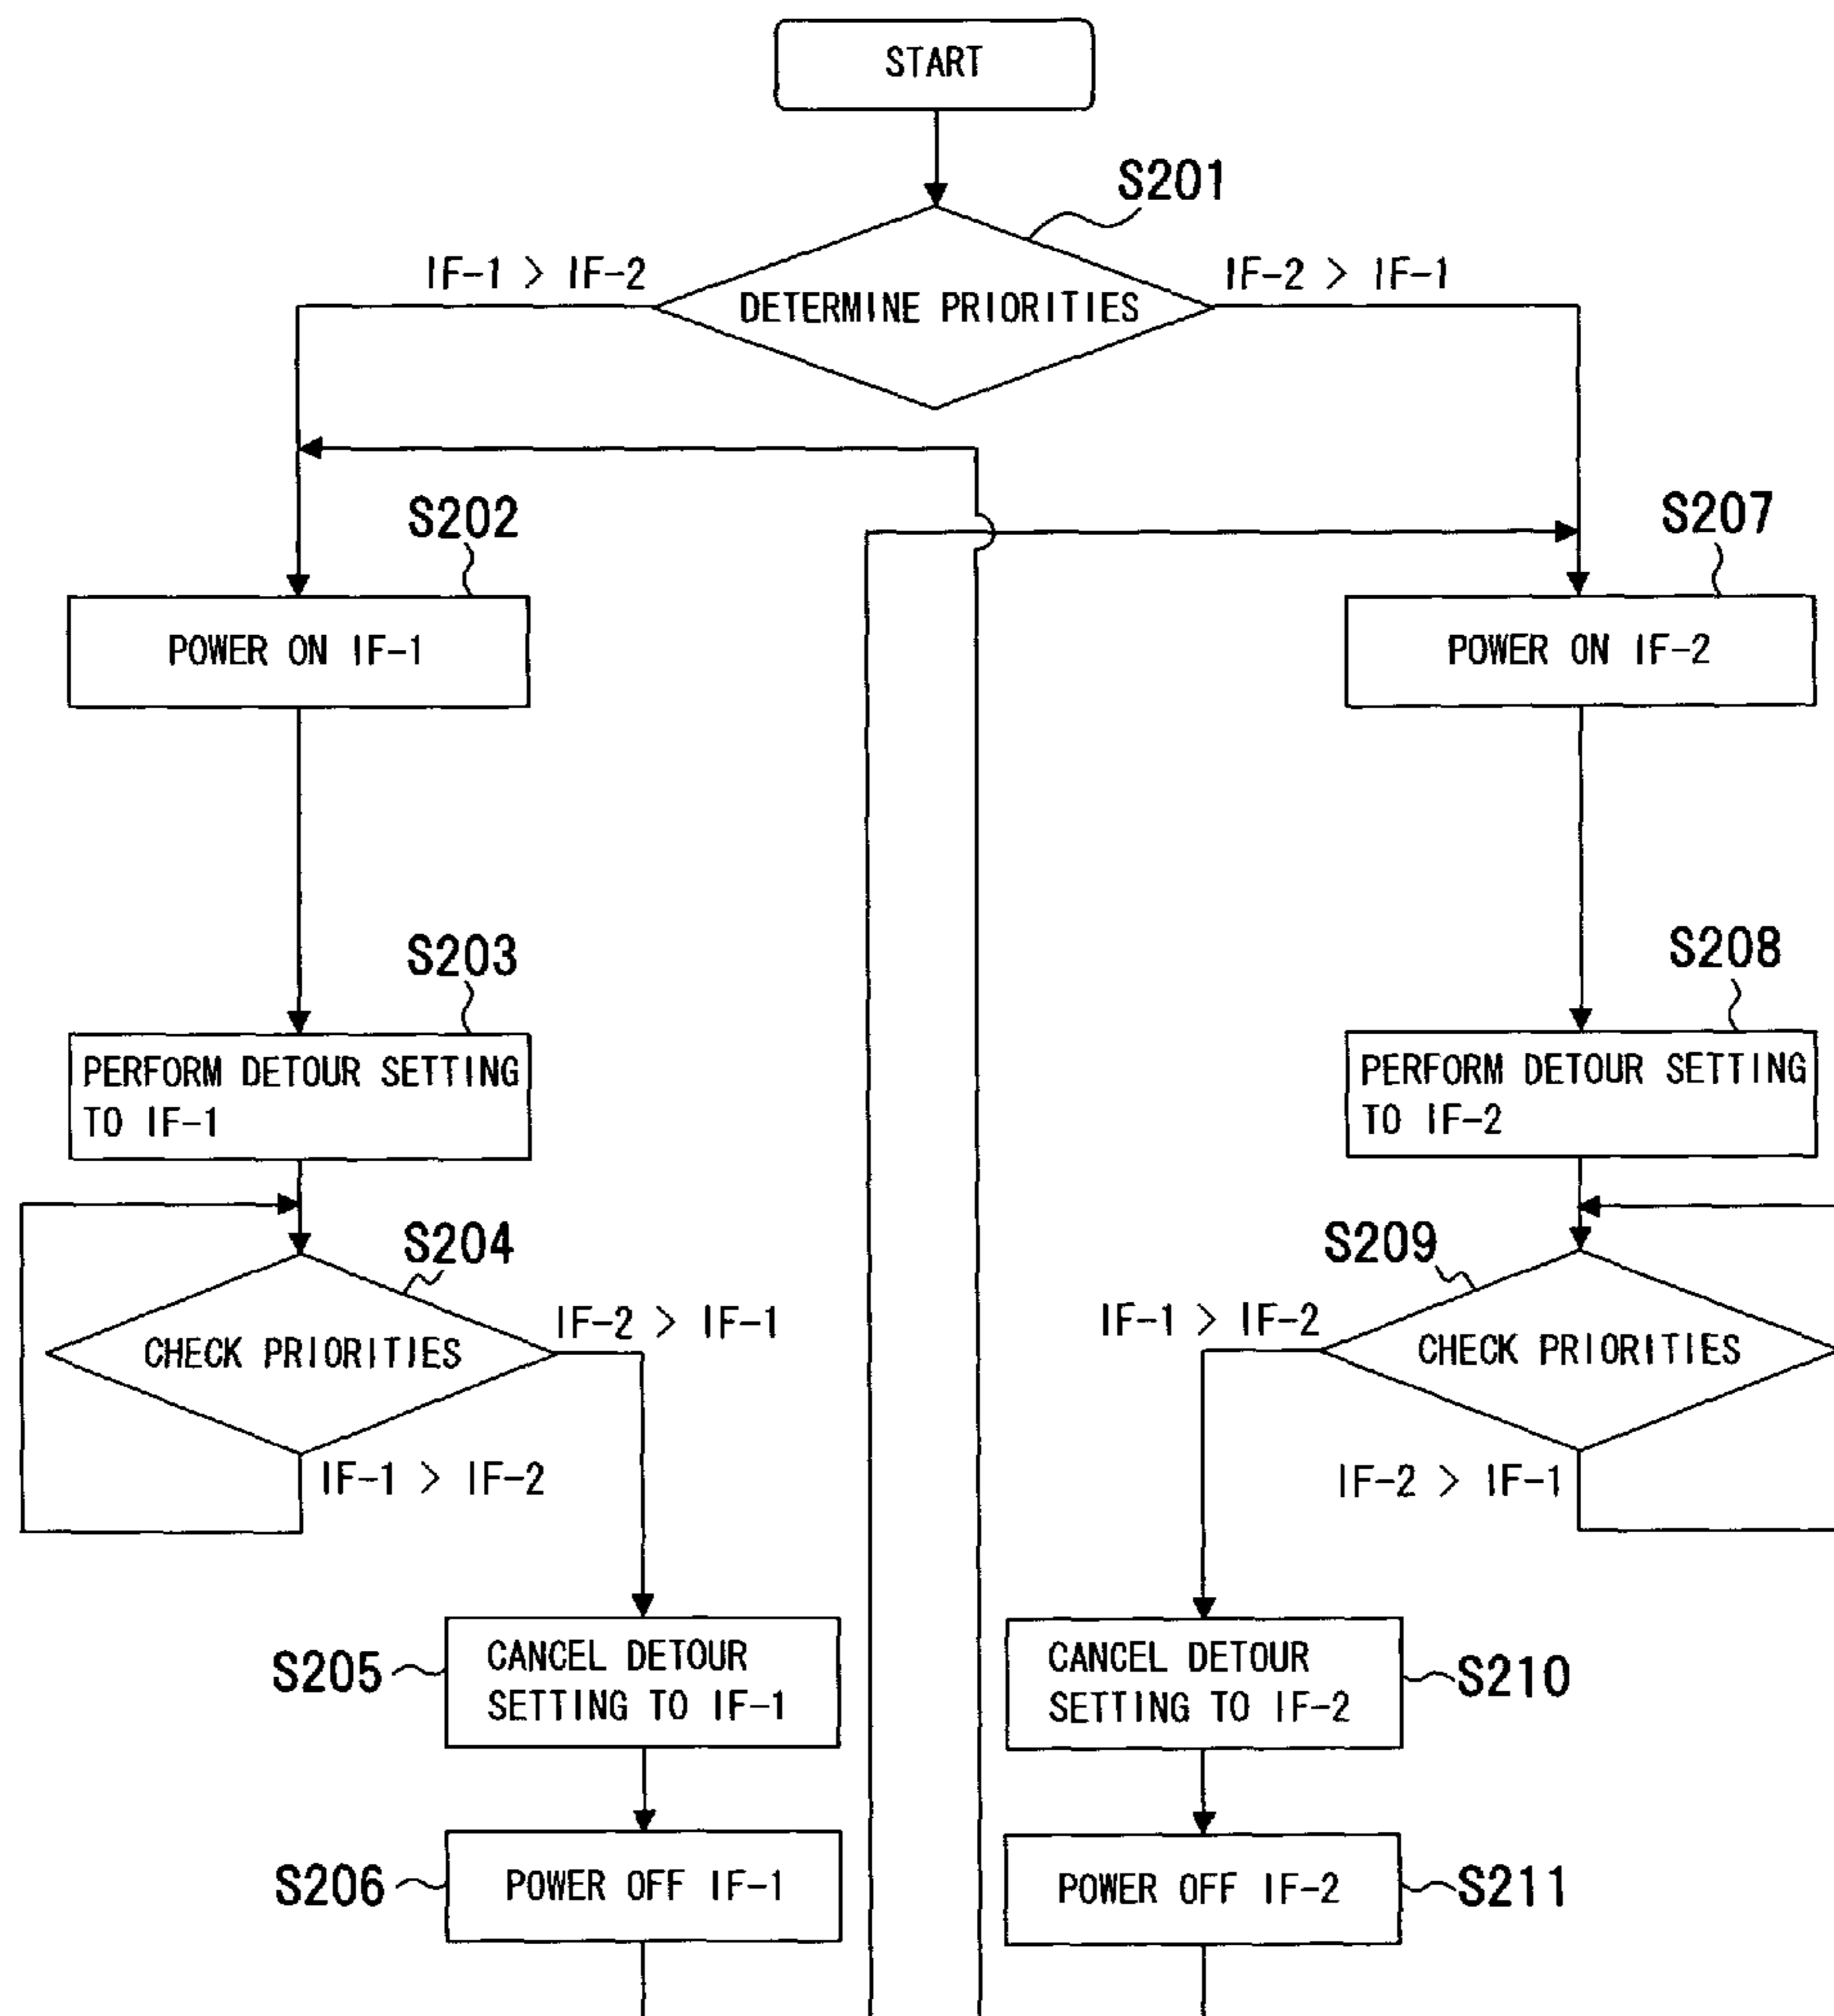 START
S201
IF-1 > IF-2
IF-2 > IF-1
DETERMINE PRIORITIES
S202
S207
POWER ON IF-1
POWER ON IF-2
S203
S208
PERFORM DETOUR SETTING
TO IF-1
PERFORM DETOUR SETTING
TO IF-2
S204
S209
IF-2 > IF-1
IF-1 > IF-2
CHECK PRIORITIES
CHECK PRIORITIES
IF-1 > IF-2
IF-2 > IF-1
S205
CANCEL DETOUR
SETTING TO IF-1
CANCEL DETOUR
SETTING TO IF-2
S210
S206
POWER OFF IF-1
POWER OFF IF-2
S211